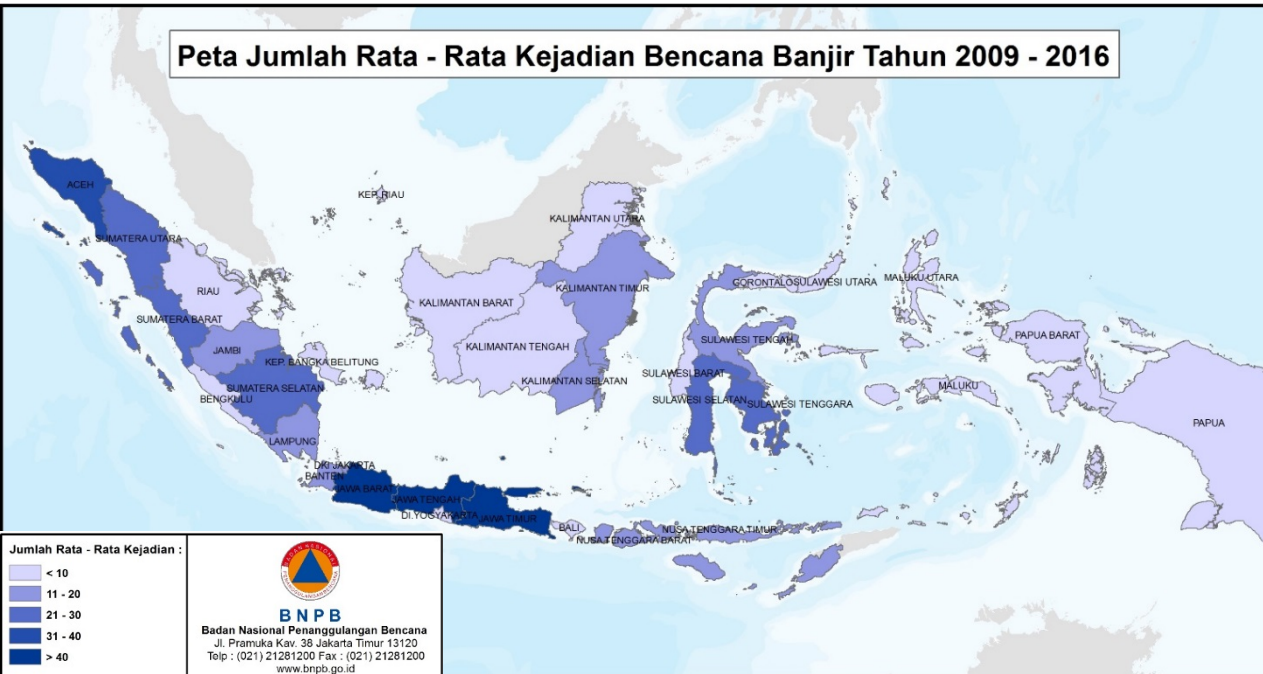 Peta Jumlah Rata - Rata Kejadian Bencana Banjir Tahun 2009 - 2016
ACEH
KEP. RIAU
SUMATERA UTARA
KALIMANTAN UTARA
RIAU
KALIMANTAN BARAT
KALIMANTAN TIMUR
GORONTALO
SULAWESI UTARA
MALUKU UTARA
SUMATERA BARAT
JAMBI
KEP. BANGKA BELITUNG
KALIMANTAN TENGAH
SULAWESI TENGAH
PAPUA BARAT
SUMATERA SELATAN
BENGKULU
KALIMANTAN SELATAN
SULAWESI BARAT
SULAWESI SELATAN
SULAWESI TENGGARA
MALUKU
PAPUA
LAMPUNG
DKI JAKARTA
BANTEN
JAWA BARAT
JAWA TENGAH
DI.YOGYAKARTA
JAWA TIMUR
BALI
NUSA TENGGARA BARAT
NUSA TENGGARA TIMUR
Jumlah Rata - Rata Kejadian :
< 10
11 - 20
21 - 30
31 - 40
> 40
BADAN NASIONAL
PENANGGULANGAN BENCANA
BNPB
Badan Nasional Penanggulangan Bencana
Jl. Pramuka Kav. 38 Jakarta Timur 13120
Telp : (021) 21281200 Fax : (021) 21281200
www.bnpb.go.id